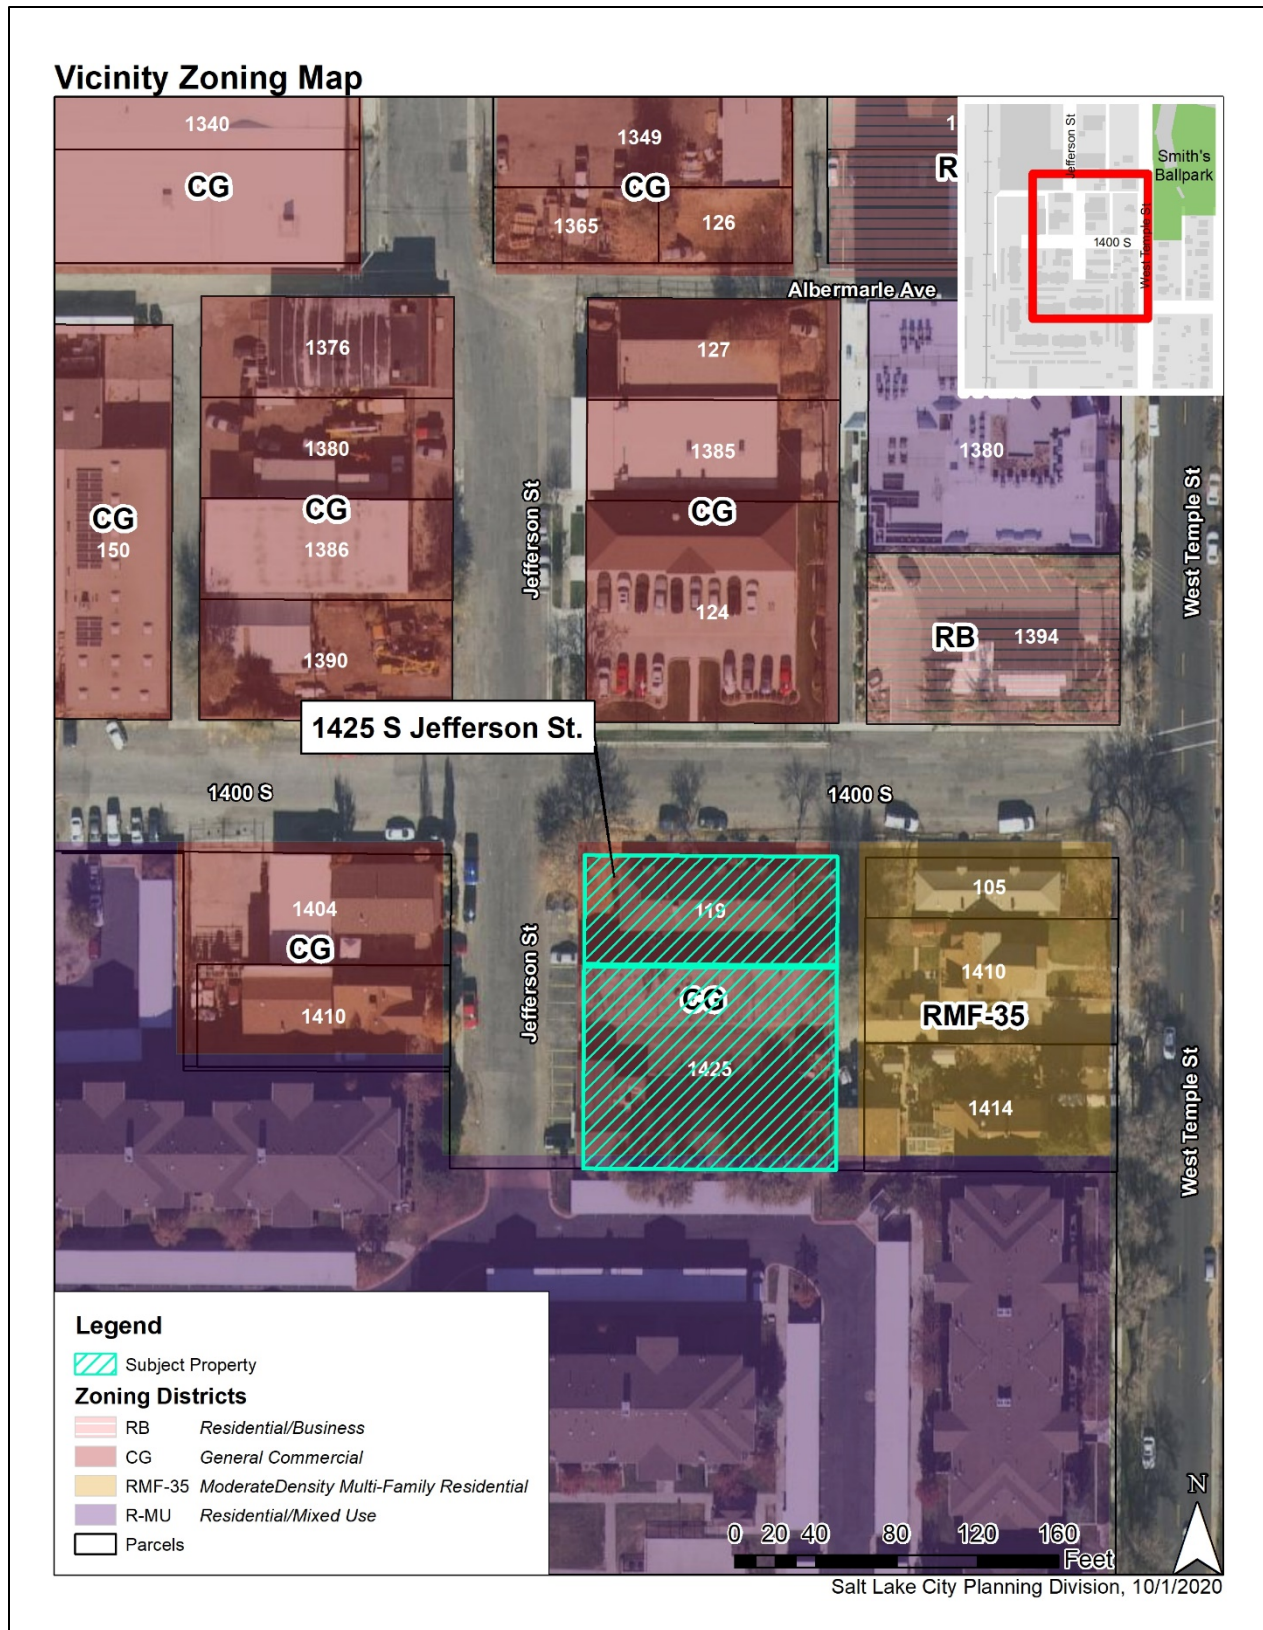 Vicinity Zoning Map
1340
CG
1349
CG
1365
126
1
R
Jefferson St
Smith's
Ballpark
1400 S
West Temple St
Albermarle Ave
1376
127
1380
1385
1380
CG
150
CG
1386
CG
Jefferson St
West Temple St
124
RB
1394
1390
1425 S Jefferson St.
1400 S
1400 S
1404
CG
1410
Jefferson St
119
CG
1425
105
1410
RMF-35
1414
West Temple St
Legend
Subject Property
Zoning Districts
RB Residential/Business
CG General Commercial
RMF-35 ModerateDensity Multi-Family Residential
R-MU Residential/Mixed Use
Parcels
N
0 20 40 80 120 160
Feet
Salt Lake City Planning Division, 10/1/2020